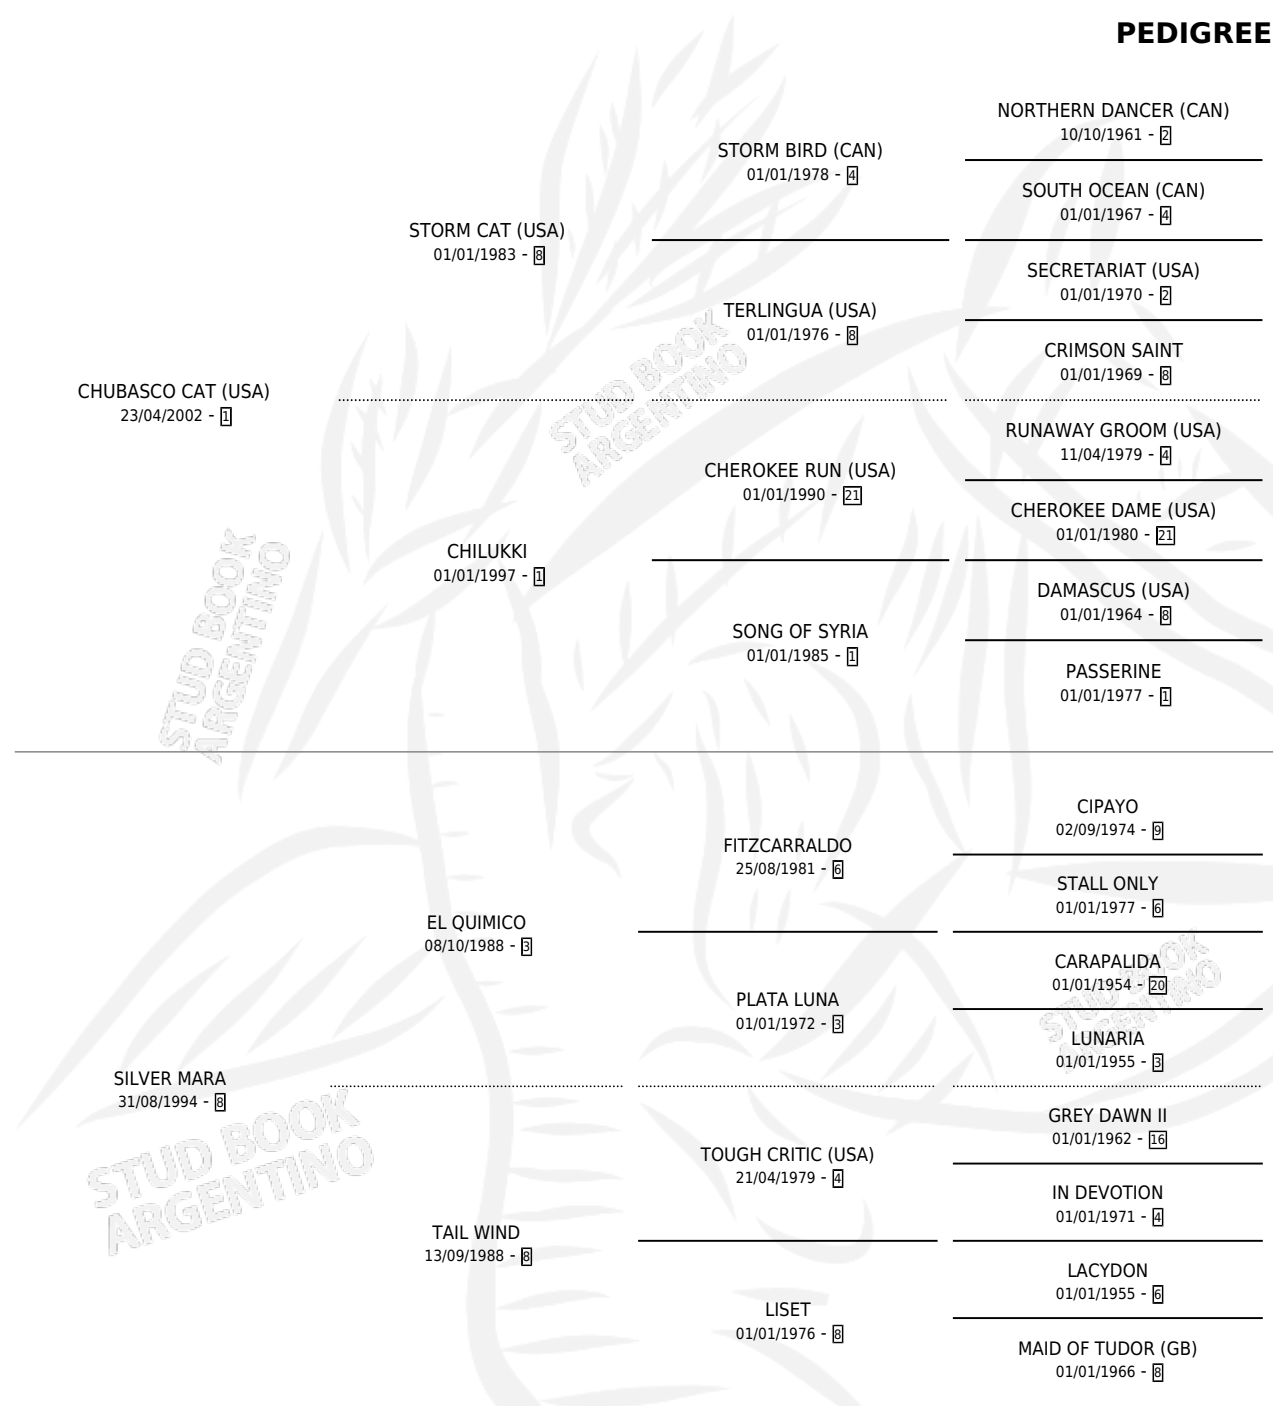 PEDIGREE
NORTHERN DANCER (CAN)
10/10/1961 - 2
STORM BIRD (CAN)
01/01/1978 - 4
SOUTH OCEAN (CAN)
01/01/1967 - 4
STORM CAT (USA)
01/01/1983 - 8
SECRETARIAT (USA)
01/01/1970 - 2
TERLINGUA (USA)
01/01/1976 - 8
CRIMSON SAINT
01/01/1969 - 8
CHUBASCO CAT (USA)
23/04/2002 - 1
RUNAWAY GROOM (USA)
11/04/1979 - 4
CHEROKEE RUN (USA)
01/01/1990 - 21
CHEROKEE DAME (USA)
01/01/1980 - 21
CHILUKKI
01/01/1997 - 1
DAMASCUS (USA)
01/01/1964 - 8
SONG OF SYRIA
01/01/1985 - 1
PASSERINE
01/01/1977 - 1
CIPAYO
02/09/1974 - 9
FITZCARRALDO
25/08/1981 - 6
STALL ONLY
01/01/1977 - 6
EL QUIMICO
08/10/1988 - 3
CARAPALIDA
01/01/1954 - 20
PLATA LUNA
01/01/1972 - 3
LUNARIA
01/01/1955 - 3
SILVER MARA
31/08/1994 - 8
GREY DAWN II
01/01/1962 - 16
TOUGH CRITIC (USA)
21/04/1979 - 4
IN DEVOTION
01/01/1971 - 4
TAIL WIND
13/09/1988 - 8
LACYDON
01/01/1955 - 6
LISET
01/01/1976 - 8
MAID OF TUDOR (GB)
01/01/1966 - 8
STUD BOOK
ARGENTINO
STUD BOOK
ARGENTINO
STUD BOOK
ARGENTINO
STUD BOOK
ARGENTINO